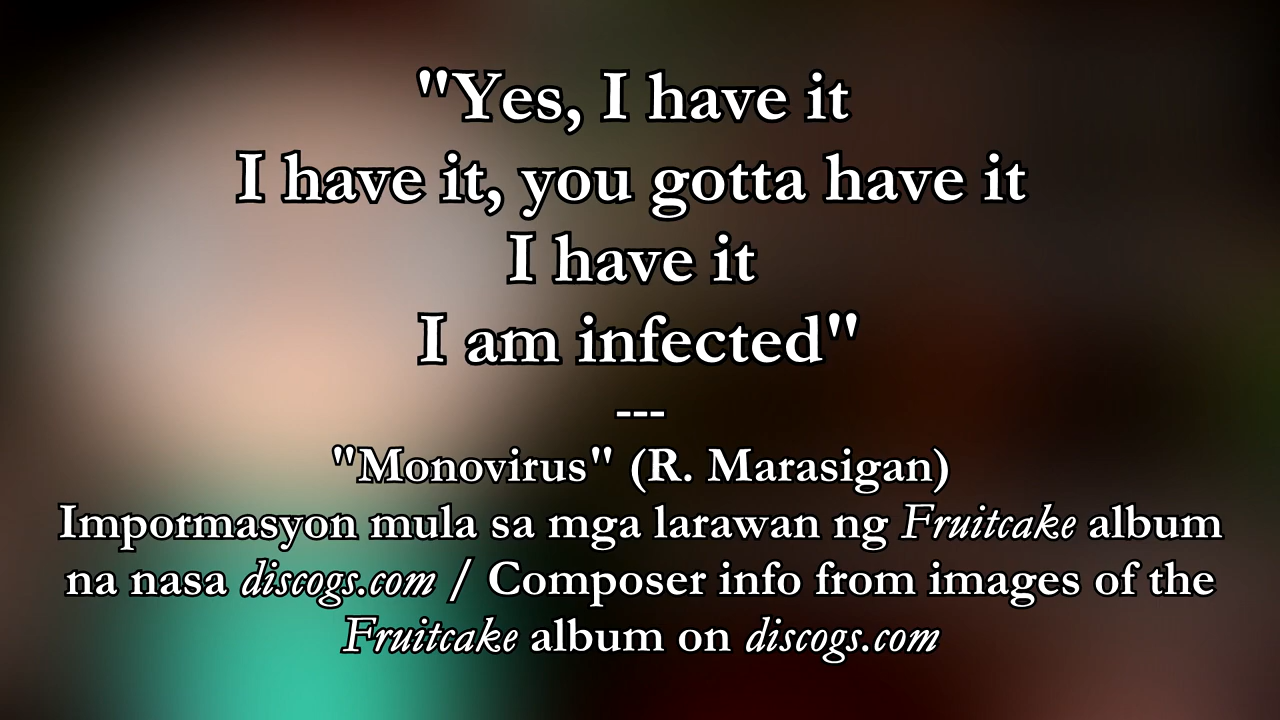 "Yes, I have it
I have it, you gotta have it
I have it
I am infected"
---
"Monovirus" (R. Marasigan)
Impormasyon mula sa mga larawan ng Fruitcake album
na nasa discogs.com / Composer info from images of the
Fruitcake album on discogs.com